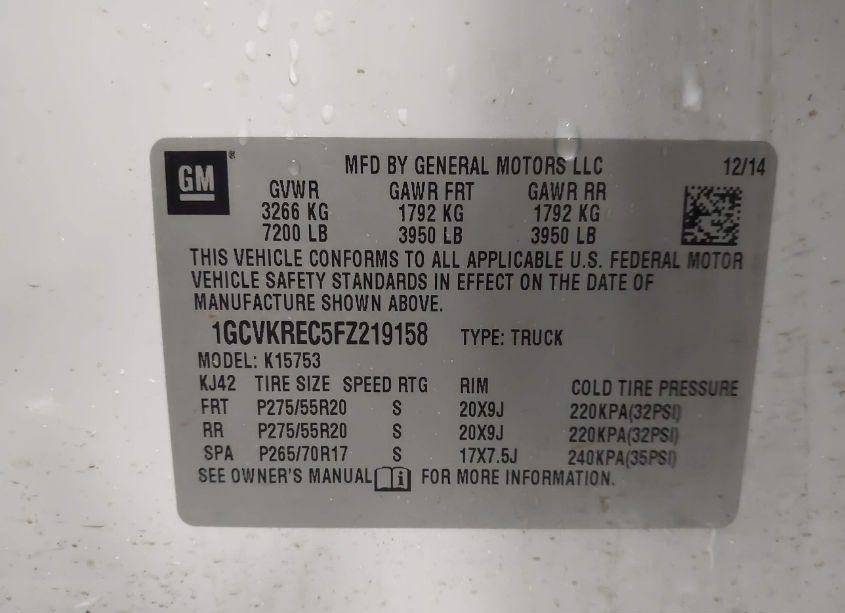 GM® MFD BY GENERAL MOTORS LLC 12/14
GVWR GAWR FRT GAWR RR
3266 KG 1792 KG 1792 KG
7200 LB 3950 LB 3950 LB
THIS VEHICLE CONFORMS TO ALL APPLICABLE U.S. FEDERAL MOTOR
VEHICLE SAFETY STANDARDS IN EFFECT ON THE DATE OF
MANUFACTURE SHOWN ABOVE.
1GCVKREC5FZ219158 TYPE: TRUCK
MODEL: K15753
KJ42 TIRE SIZE SPEED RTG RIM COLD TIRE PRESSURE
FRT P275/55R20 S 20X9J 220KPA(32PSI)
RR P275/55R20 S 20X9J 220KPA(32PSI)
SPA P265/70R17 S 17X7.5J 240KPA(35PSI)
SEE OWNER'S MANUAL i FOR MORE INFORMATION.